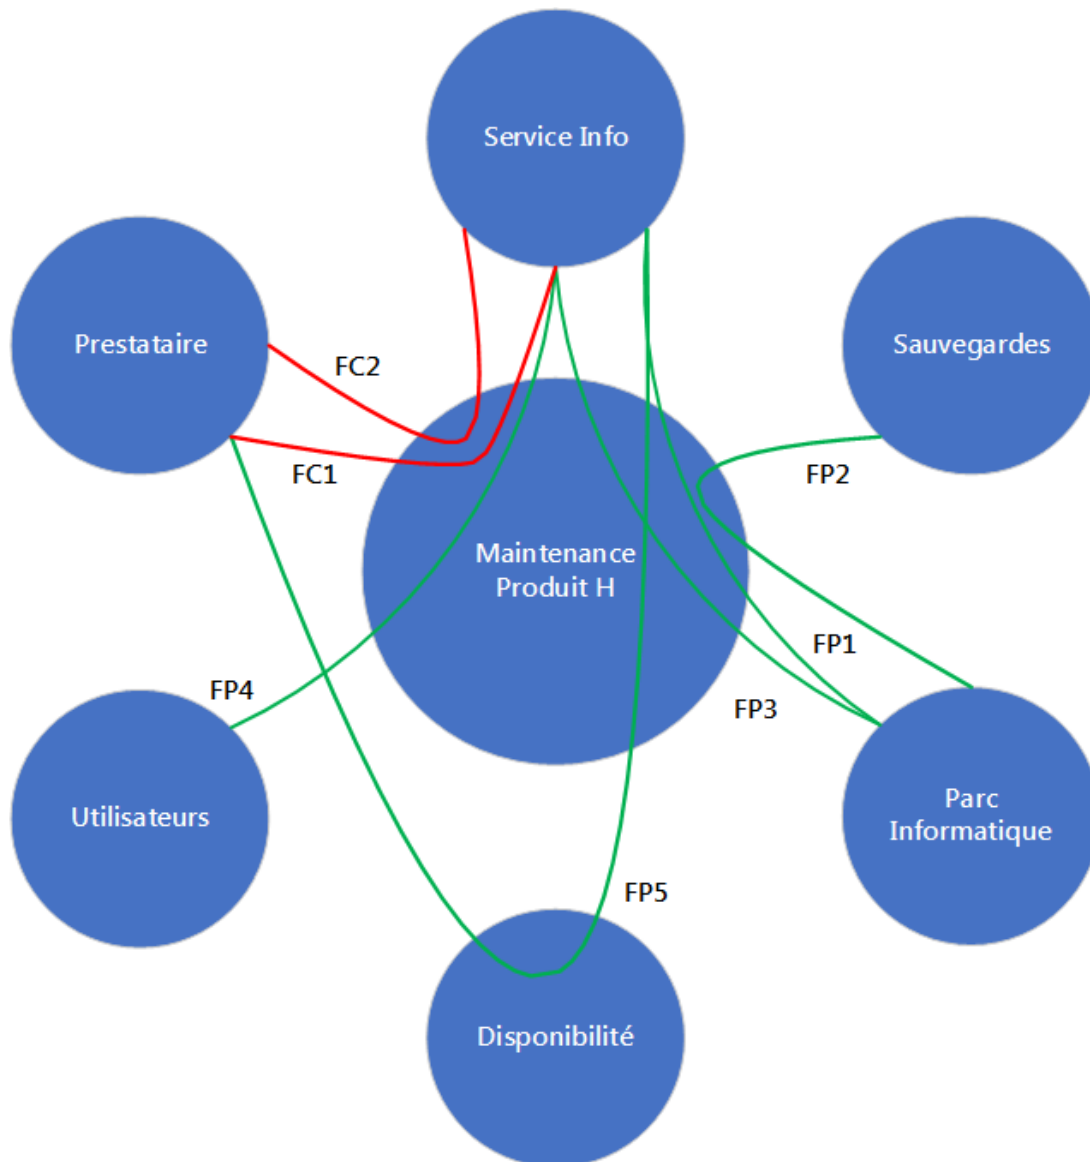 Service Info
Prestataire
Sauvegardes
FC2
FC1
FP2
Maintenance
Produit H
FP1
FP4
FP3
Utilisateurs
Parc
Informatique
FP5
Disponibilité